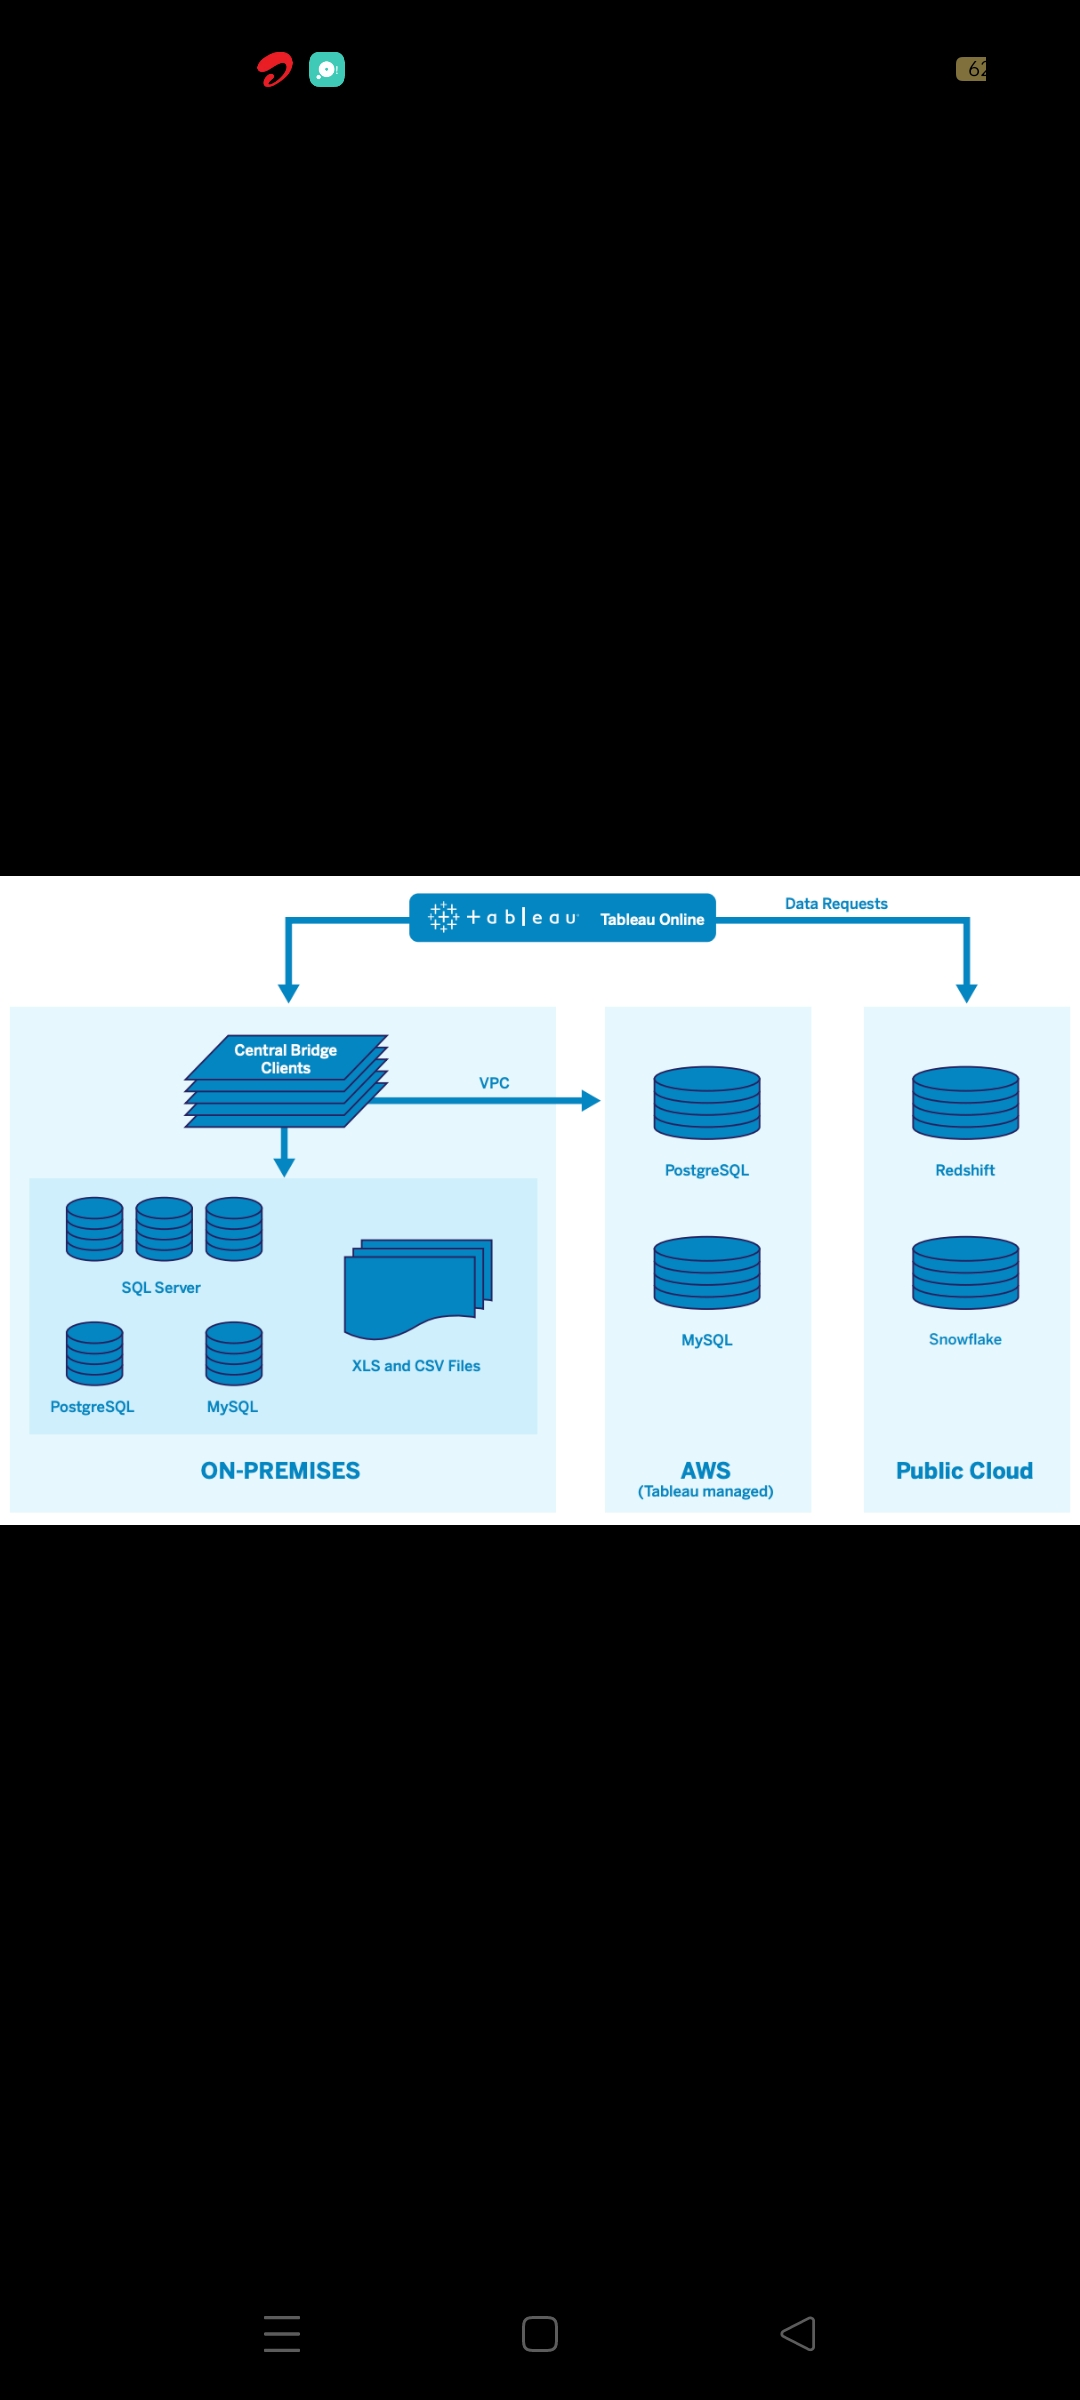 62
+ a b l e a u Tableau Online
Data Requests
Central Bridge
Clients
VPC
SQL Server
PostgreSQL
MySQL
XLS and CSV Files
ON-PREMISES
PostgreSQL
MySQL
AWS
(Tableau managed)
Redshift
Snowflake
Public Cloud